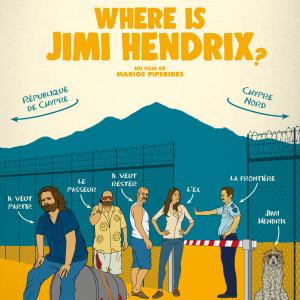 WHERE IS
JIMI HENDRIX?
UN FILM DE
MARIOS PIPERIDES
RÉPUBLIQUE
DE CHYPRE
CHYPRE
NORD
IL VEUT
PARTIR
LE
PASSEUR
IL VEUT
RESTER
L'EX
LA FRONTIÈRE
JIMI
HENDRIX